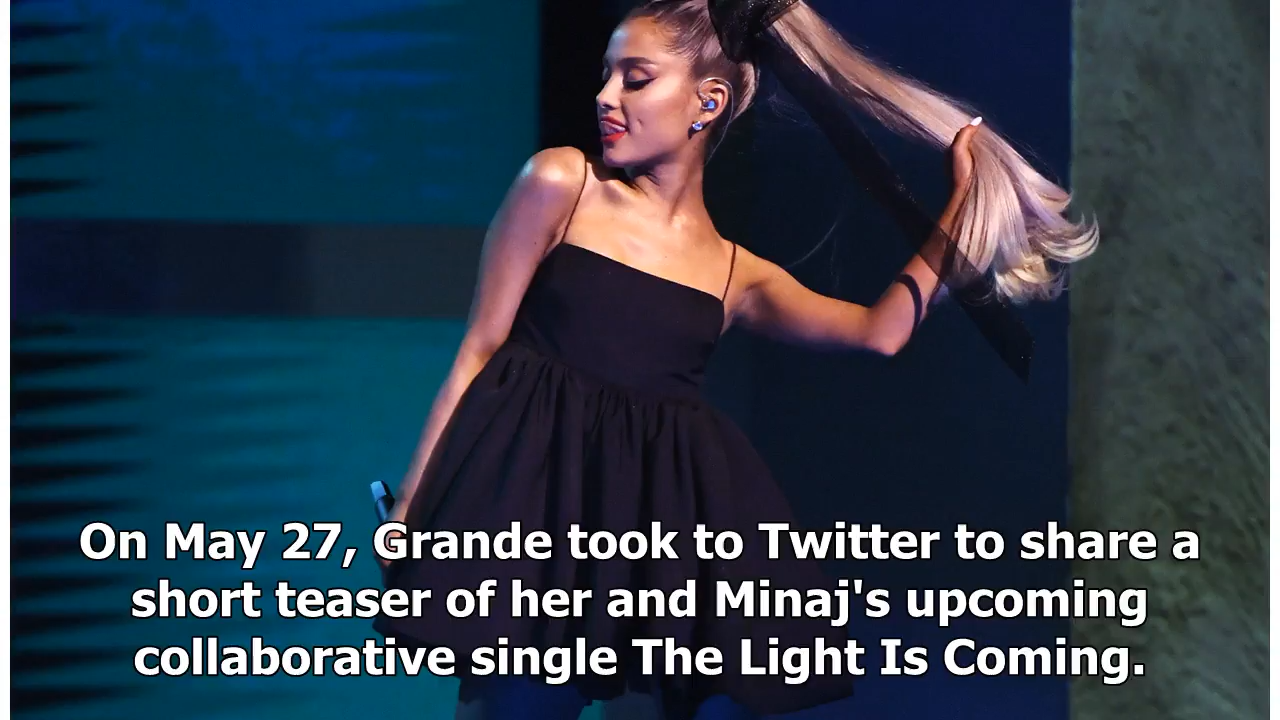 On May 27, Grande took to Twitter to share a
short teaser of her and Minaj's upcoming
collaborative single The Light Is Coming.